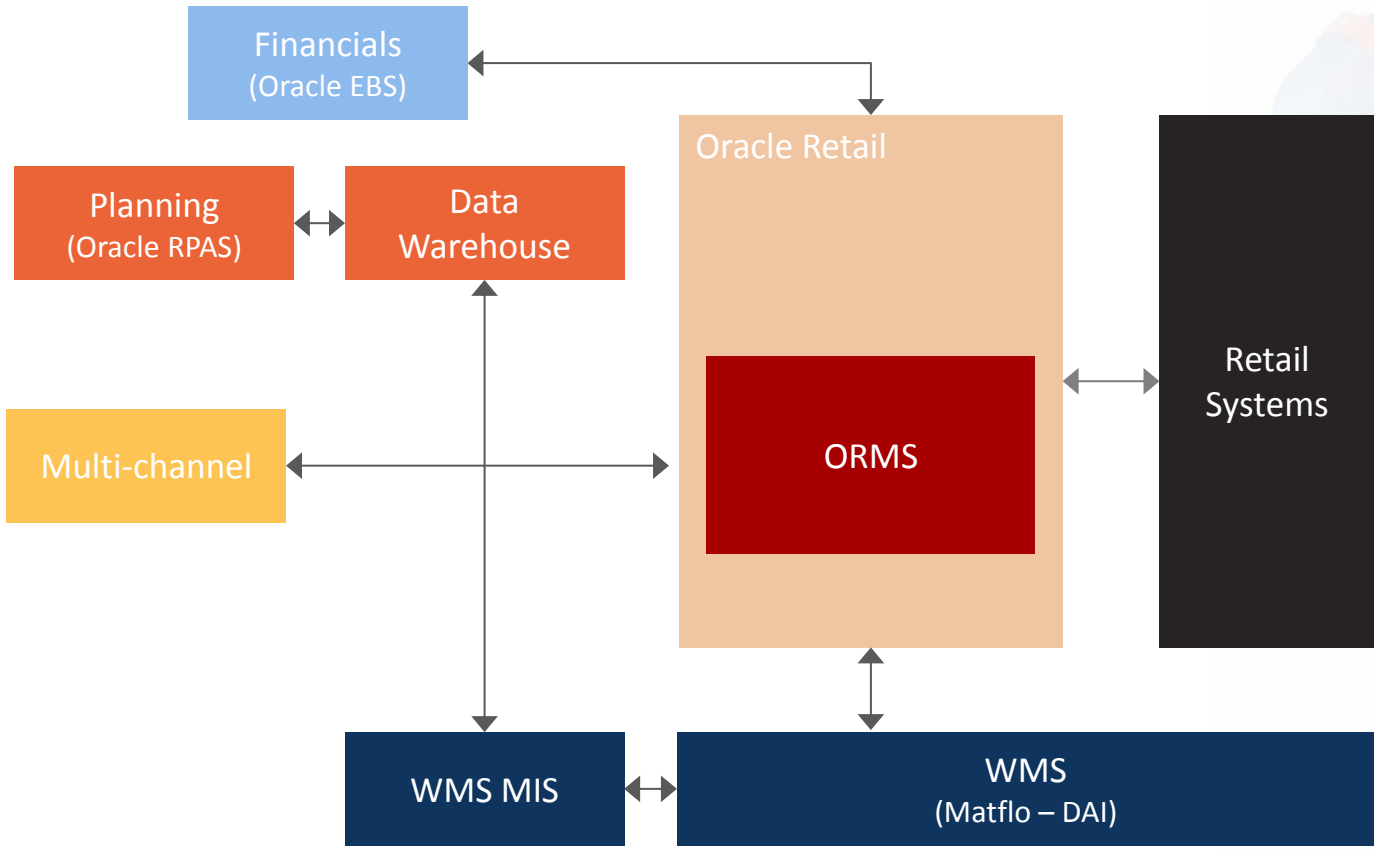 Financials
(Oracle EBS)
Oracle Retail
Planning
(Oracle RPAS)
Data
Warehouse
Retail
Systems
Multi-channel
ORMS
WMS MIS
WMS
(Matflo – DAI)